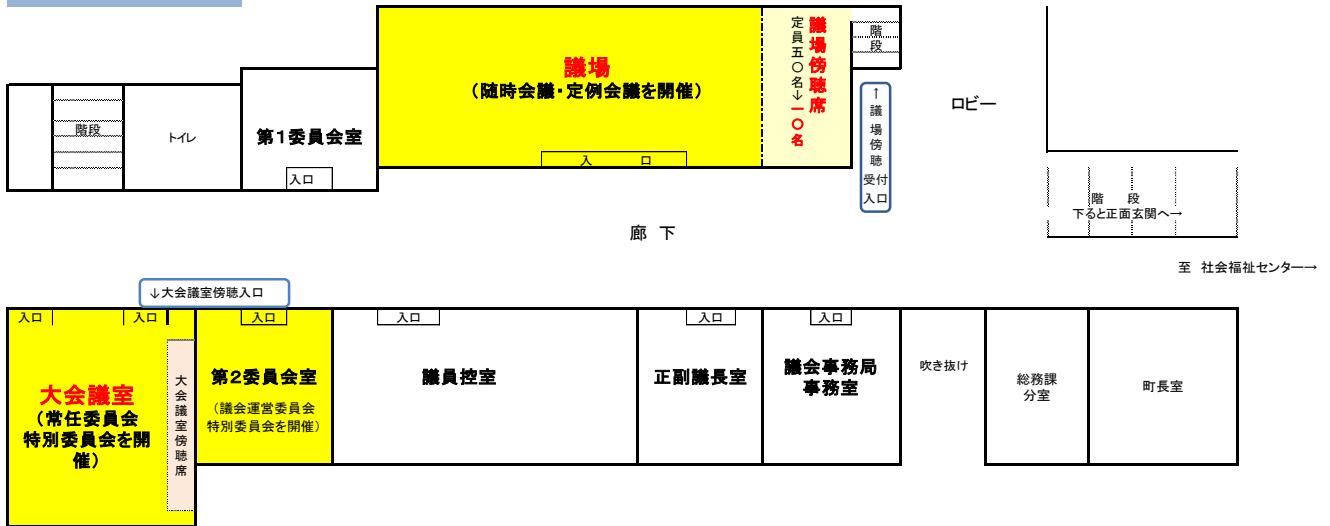 議場
（随時会議・定例会議を開催）
入　　　口
議場傍聴席
定員五〇名↓一〇名
階段
↑議場傍聴受付入口
ロビー
階段
トイレ
第1委員会室
入口
階　段
下ると正面玄関へ→
廊 下
至 社会福祉センター→
↓大会議室傍聴入口
入口
入口
大会議室
（常任委員会
特別委員会を開
催）
大会議室傍聴席
入口
第2委員会室
（議会運営委員会
特別委員会を開催）
入口
議員控室
入口
正副議長室
入口
議会事務局
事務室
吹き抜け
総務課
分室
町長室